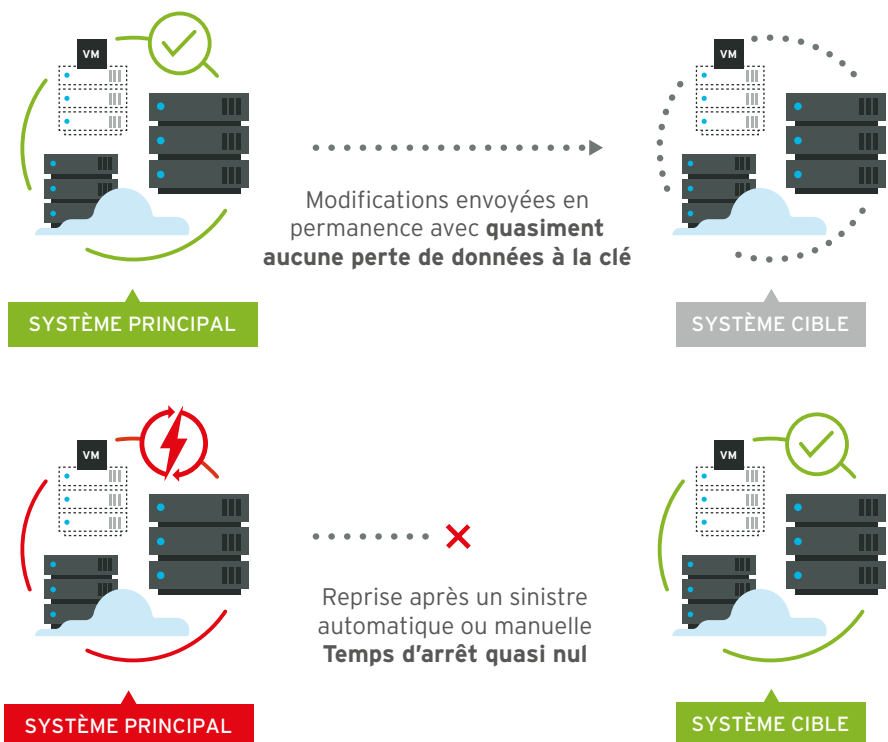 VM
VM
Modifications envoyées en
permanence avec quasiment
aucune perte de données à la clé
SYSTÈME PRINCIPAL
SYSTÈME CIBLE
VM
VM
Reprise après un sinistre
automatique ou manuelle
Temps d'arrêt quasi nul
SYSTÈME PRINCIPAL
SYSTÈME CIBLE